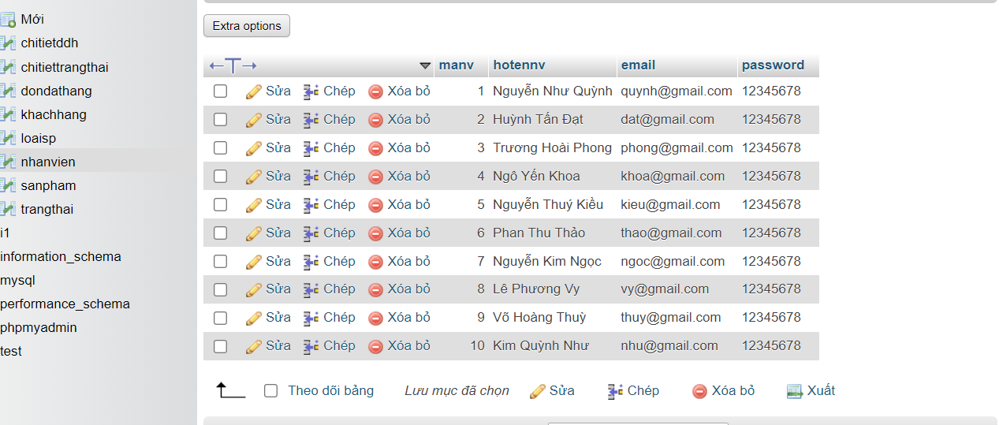 Mới
chitietddh
chitiettrangthai
dondathang
khachhang
loaisp
nhanvien
sanpham
trangthai
i1
information_schema
mysql
performance_schema
phpmyadmin
test
Extra options
manv hotennv email password
Sửa Chép Xóa bỏ 1 Nguyễn Như Quỳnh quynh@gmail.com 12345678
Sửa Chép Xóa bỏ 2 Huỳnh Tấn Đạt dat@gmail.com 12345678
Sửa Chép Xóa bỏ 3 Trương Hoài Phong phong@gmail.com 12345678
Sửa Chép Xóa bỏ 4 Ngô Yến Khoa khoa@gmail.com 12345678
Sửa Chép Xóa bỏ 5 Nguyễn Thuý Kiều kieu@gmail.com 12345678
Sửa Chép Xóa bỏ 6 Phan Thu Thảo thao@gmail.com 12345678
Sửa Chép Xóa bỏ 7 Nguyễn Kim Ngọc ngoc@gmail.com 12345678
Sửa Chép Xóa bỏ 8 Lê Phương Vy vy@gmail.com 12345678
Sửa Chép Xóa bỏ 9 Võ Hoàng Thuỳ thuy@gmail.com 12345678
Sửa Chép Xóa bỏ 10 Kim Quỳnh Như nhu@gmail.com 12345678
Theo dõi bảng Lưu mục đã chọn Sửa Chép Xóa bỏ Xuất